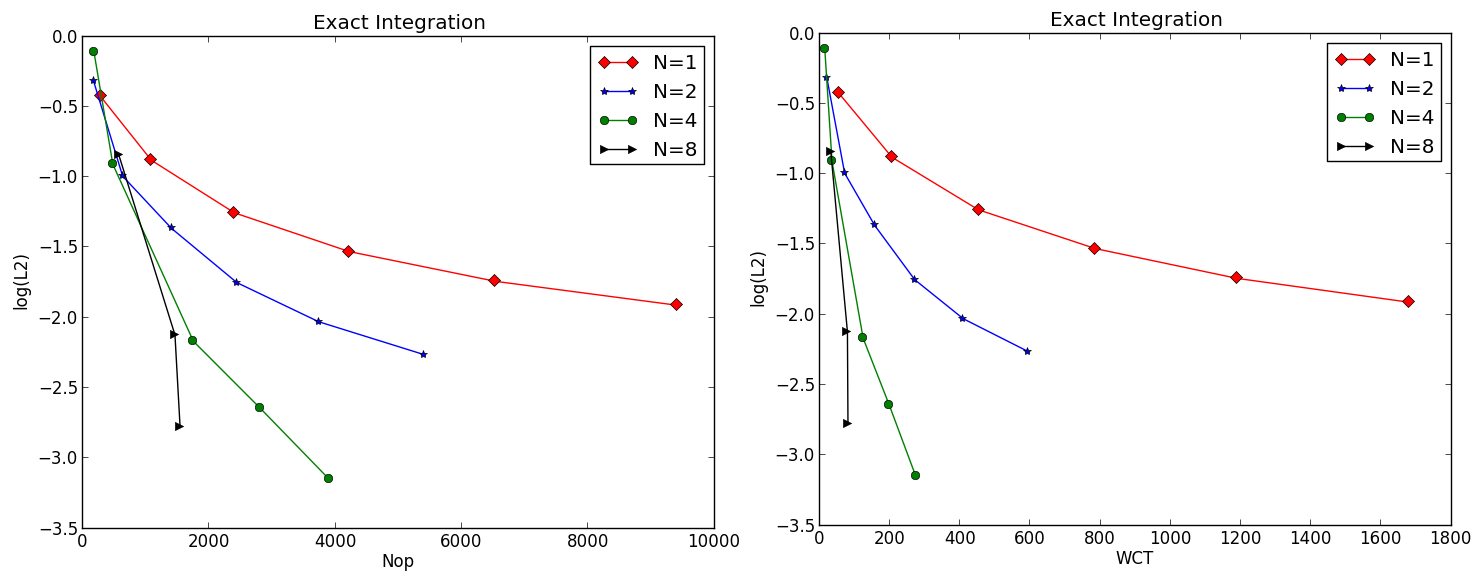 Exact Integration
0.0
−0.5
−1.0
−1.5
−2.0
−2.5
−3.0
−3.5
log(L2)
N=1
N=2
N=4
N=8
0 2000 4000 6000 8000 10000
Nop
Exact Integration
0.0
−0.5
−1.0
−1.5
−2.0
−2.5
−3.0
−3.5
log(L2)
N=1
N=2
N=4
N=8
0 200 400 600 800 1000 1200 1400 1600 1800
WCT